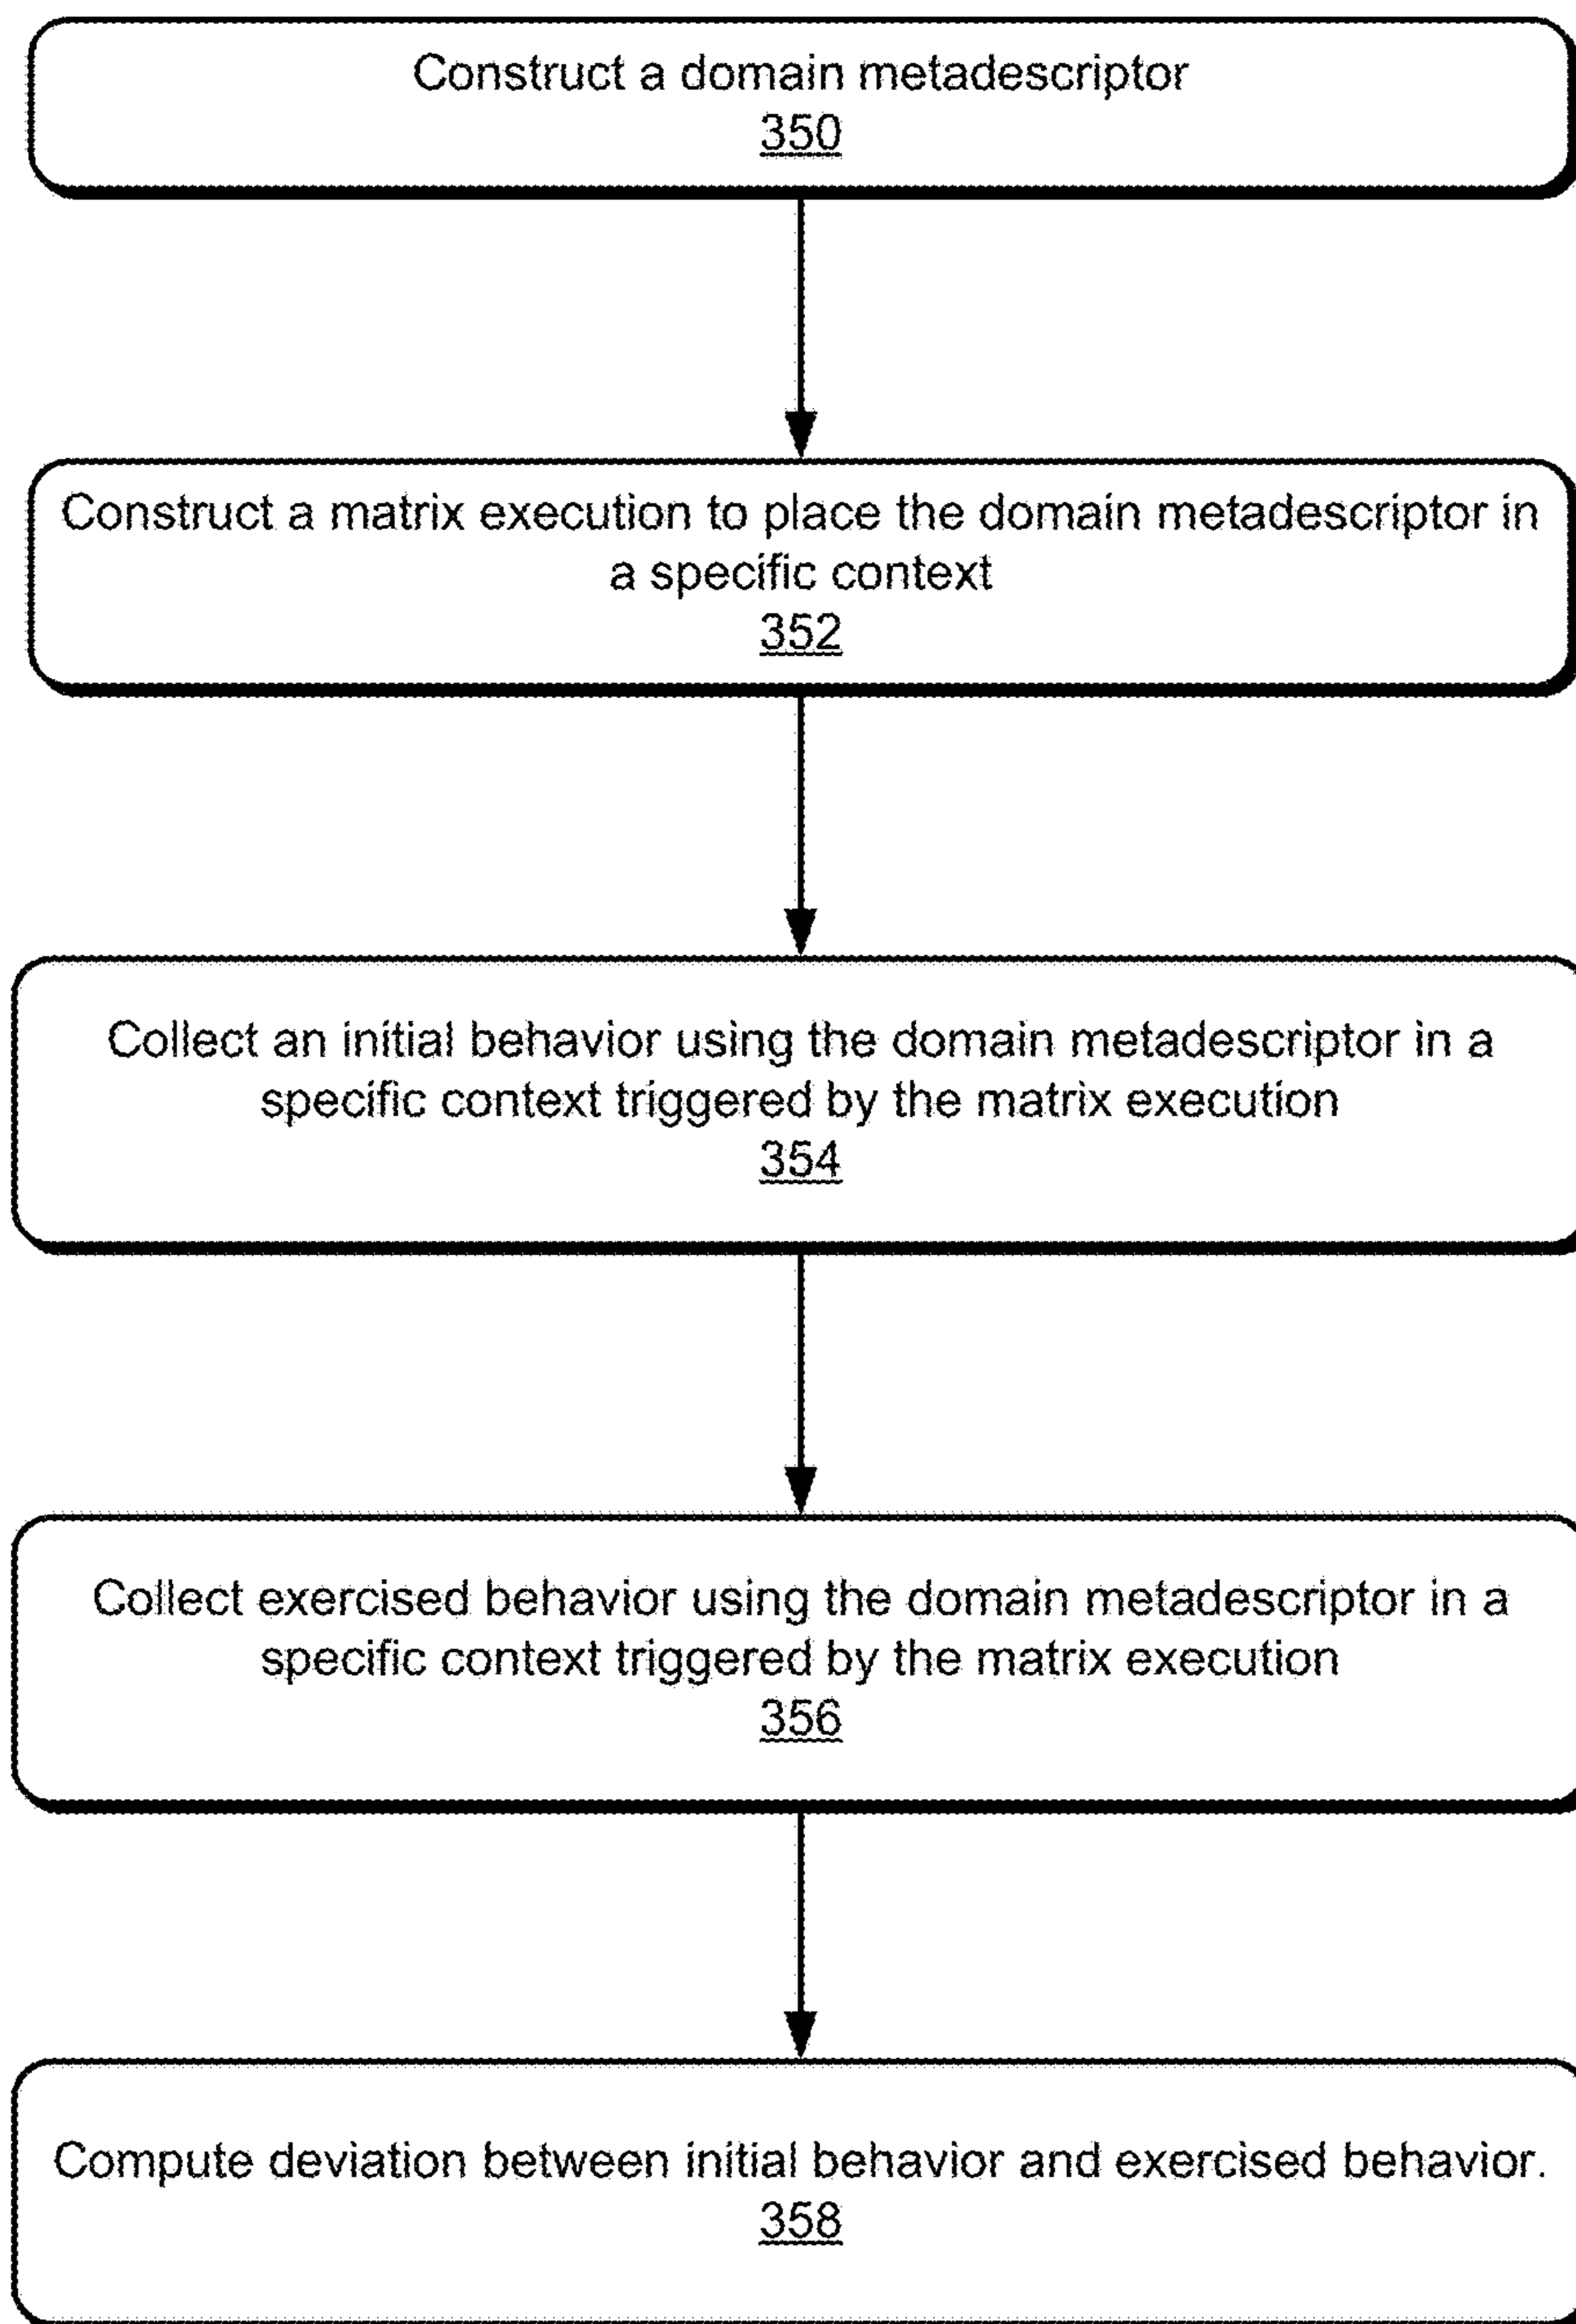 Construct a domain metadescriptor
350
Construct a matrix execution to place the domain metadescriptor in
a specific context
352
Collect an initial behavior using the domain metadescriptor in a
specific context triggered by the matrix execution
354
Collect exercised behavior using the domain metadescriptor in a
specific context triggered by the matrix execution
356
Compute deviation between initial behavior and exercised behavior.
358